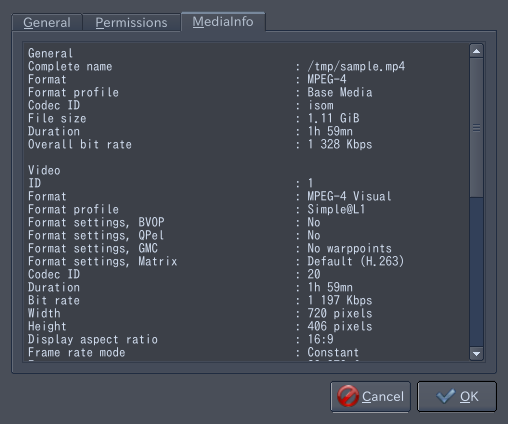 General Permissions MediaInfo
General
Complete name : /tmp/sample.mp4
Format : MPEG-4
Format profile : Base Media
Codec ID : isom
File size : 1.11 GiB
Duration : 1h 59mn
Overall bit rate : 1 328 Kbps
Video
ID : 1
Format : MPEG-4 Visual
Format profile : Simple@L1
Format settings, BVOP : No
Format settings, QPel : No
Format settings, GMC : No warppoints
Format settings, Matrix : Default (H.263)
Codec ID : 20
Duration : 1h 59mn
Bit rate : 1 197 Kbps
Width : 720 pixels
Height : 406 pixels
Display aspect ratio : 16:9
Frame rate mode : Constant
Cancel OK